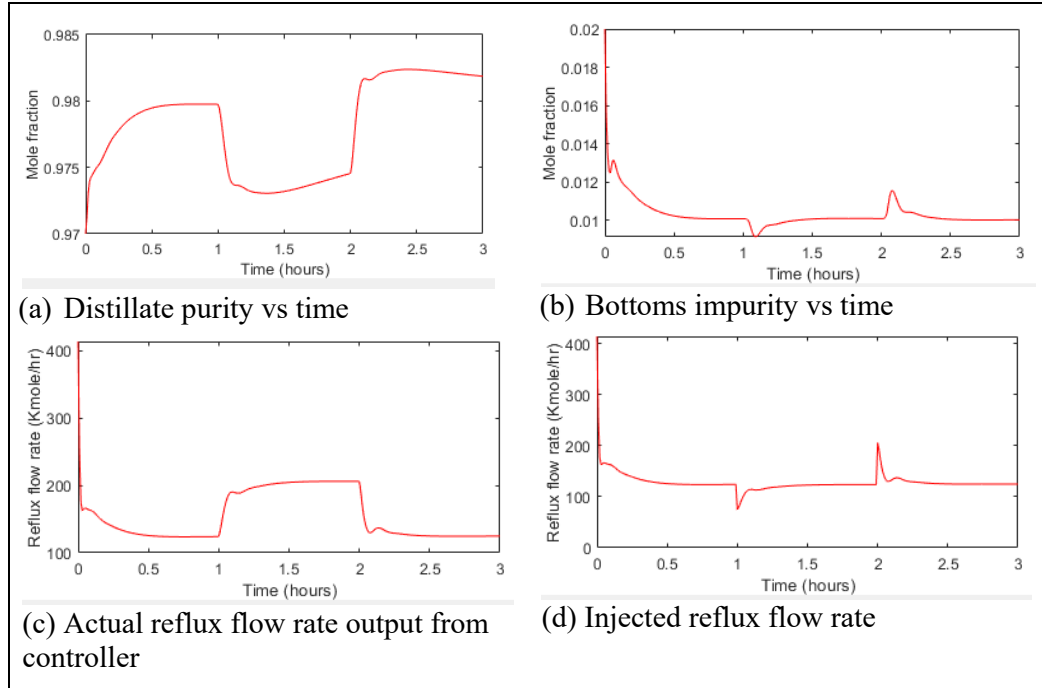 0.985
0.98
0.975
0.97
Mole fraction
0 0.5 1 1.5 2 2.5 3
Time (hours)
(a) Distillate purity vs time
0.02
0.018
0.016
0.014
0.012
0.01
Mole fraction
0 0.5 1 1.5 2 2.5 3
Time (hours)
(b) Bottoms impurity vs time
400
300
200
100
Reflux flow rate (Kmole/hr)
0 0.5 1 1.5 2 2.5 3
Time (hours)
(c) Actual reflux flow rate output from
controller
400
300
200
100
0
Reflux flow rate (Kmole/hr)
0 0.5 1 1.5 2 2.5 3
Time (hours)
(d) Injected reflux flow rate